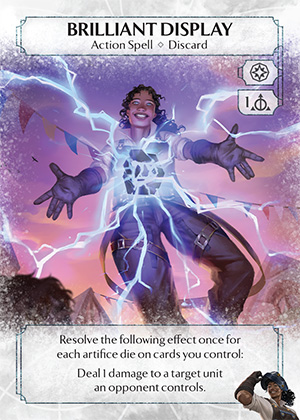 BRILLIANT DISPLAY
Action Spell ⬦ Discard
1
Resolve the following effect once for
each artifice die on cards you control:
Deal 1 damage to a target unit
an opponent controls.